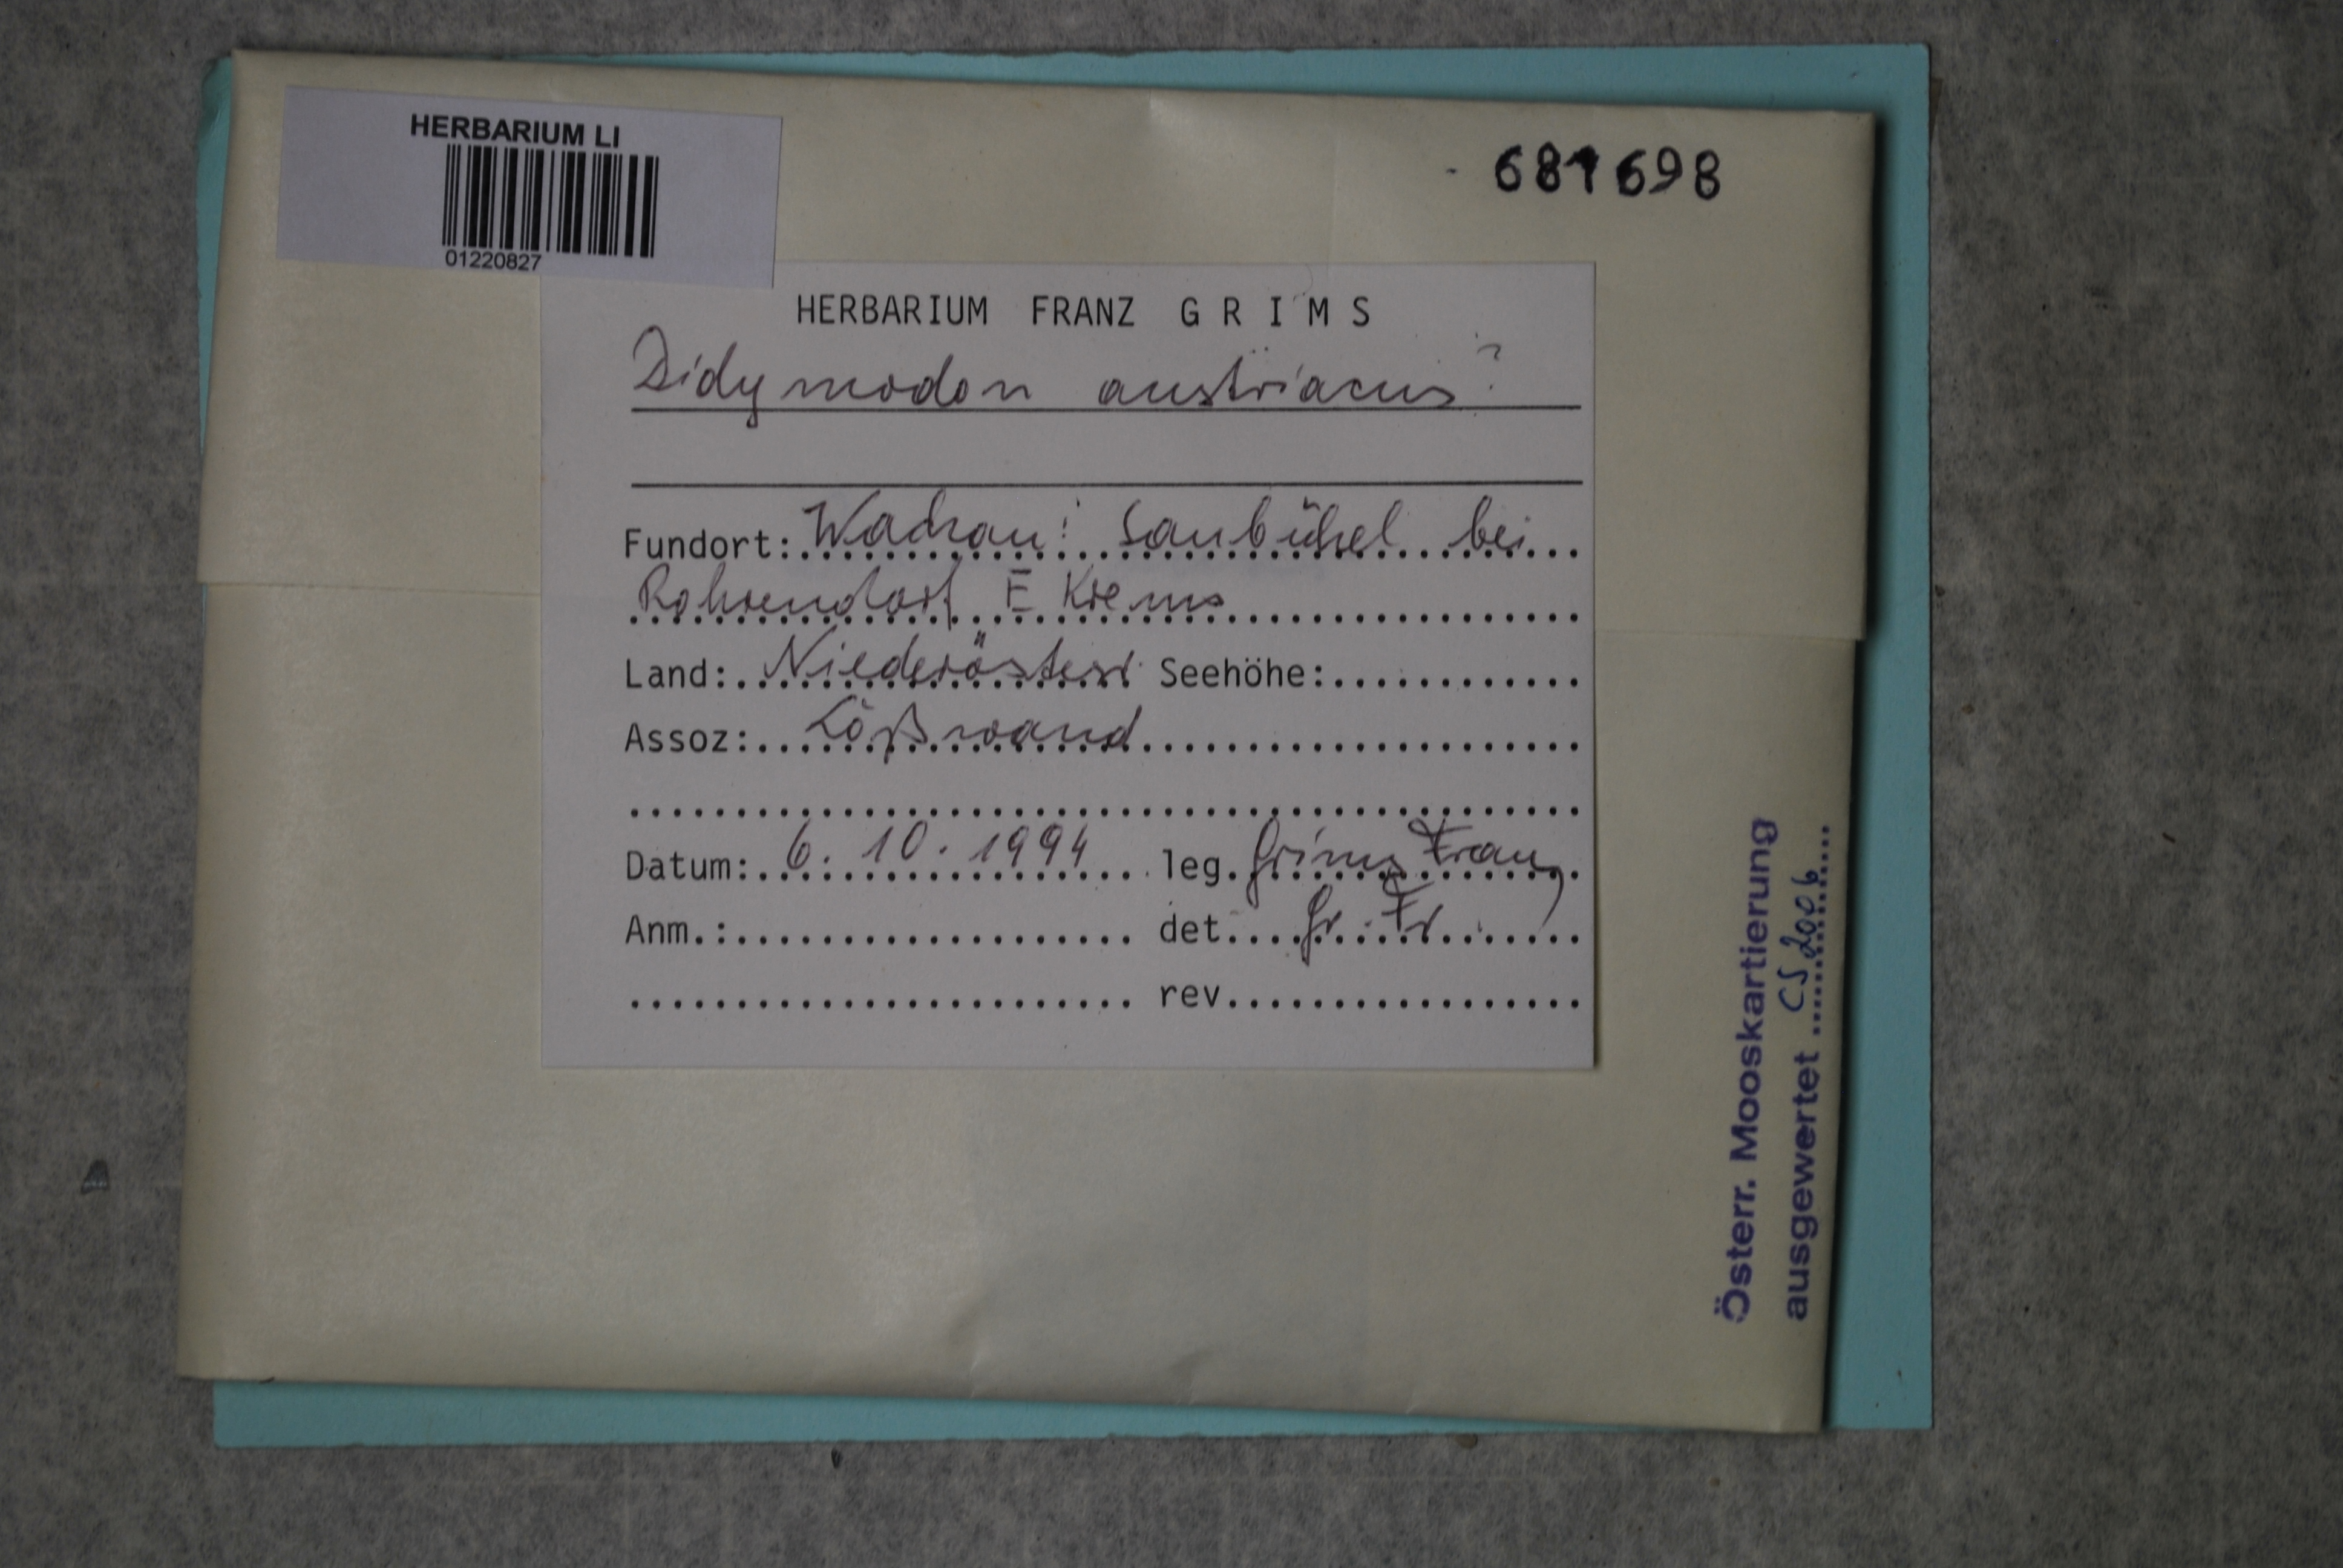 HERBARIUM LI
01220827
681698
HERBARIUM FRANZ GRIMS
Didymodon austriacus?
Fundort: Wachau: Saubühel bei
Rohrendorf E Krems
Land: Niederösterr. Seehöhe:
Assoz: Lößwand
Datum: 6. 10. 1994 leg. Grims Franz
Anm.: det. Gr. Fr.
rev.
Österr. Mooskartierung
ausgewertet CS 2006